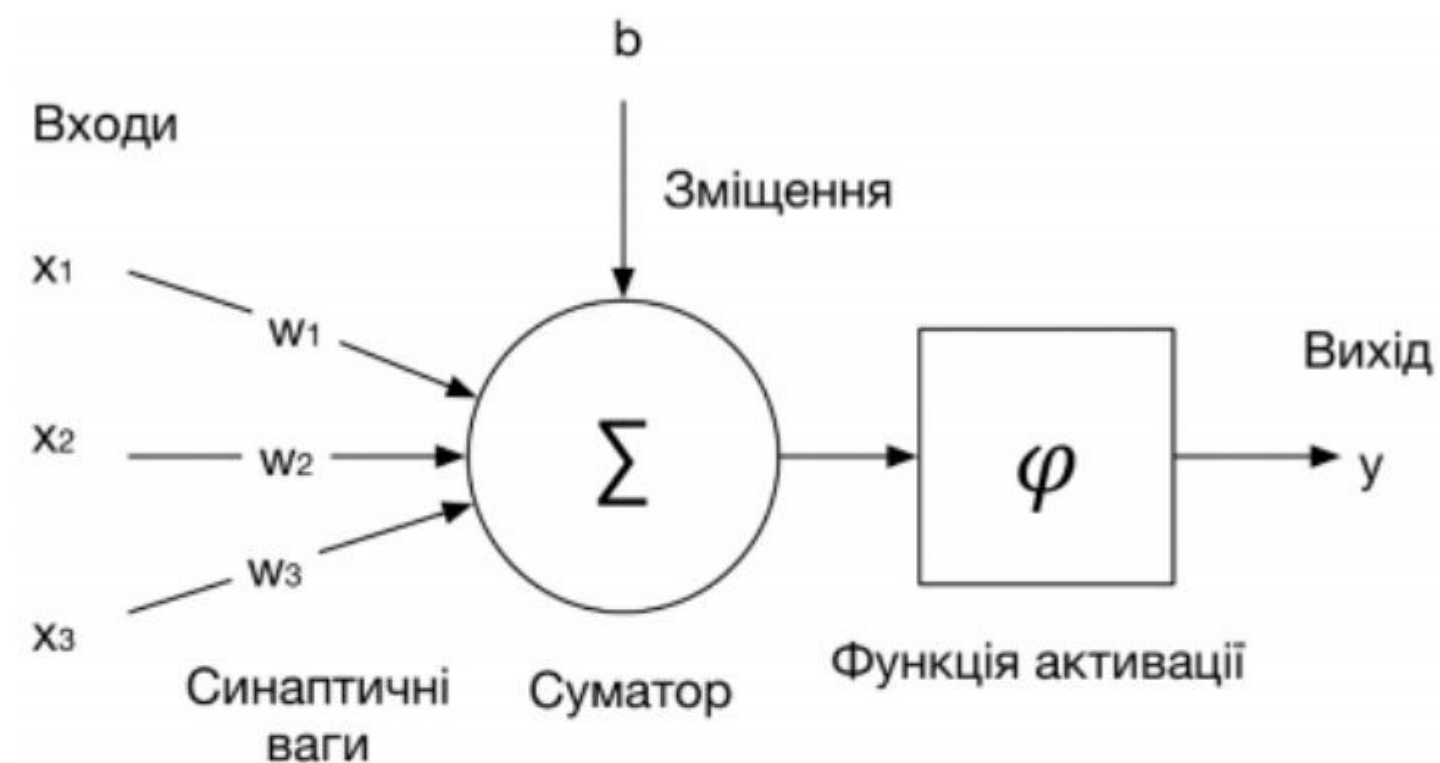 b
Входи
Зміщення
x1
w1
x2
w2
x3
w3
Σ
φ
Вихід
y
Синаптичні
ваги
Суматор
Функція активації